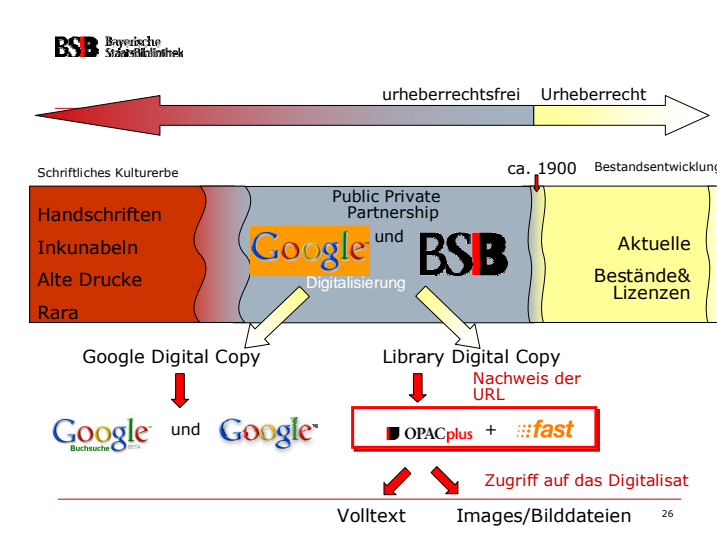 BSB Bayerische
StaatsBibliothek
urheberrechtsfrei Urheberrecht
Schriftliches Kulturerbe
ca. 1900 Bestandsentwicklung
Handschriften
Inkunabeln
Alte Drucke
Rara
Public Private
Partnership
Google und BSB
Digitalisierung
Aktuelle
Bestände&
Lizenzen
Google Digital Copy
Library Digital Copy
Nachweis der
URL
Google
Buchsuche BETA
und
Google
OPACplus + fast
Zugriff auf das Digitalisat
Volltext Images/Bilddateien 26